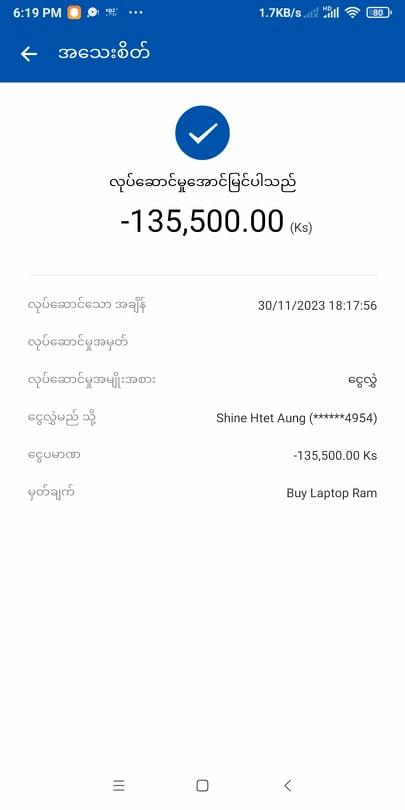 6:19 PM
1.7KB/s HD 80
အသေးစိတ်
လုပ်ဆောင်မှုအောင်မြင်ပါသည်
-135,500.00 (Ks)
လုပ်ဆောင်သော အချိန် 30/11/2023 18:17:56
လုပ်ဆောင်မှုအမှတ်
လုပ်ဆောင်မှုအမျိုးအစား ငွေလွှဲ
ငွေလွှဲမည် သို့ Shine Htet Aung (******4954)
ငွေပမာဏ -135,500.00 Ks
မှတ်ချက် Buy Laptop Ram